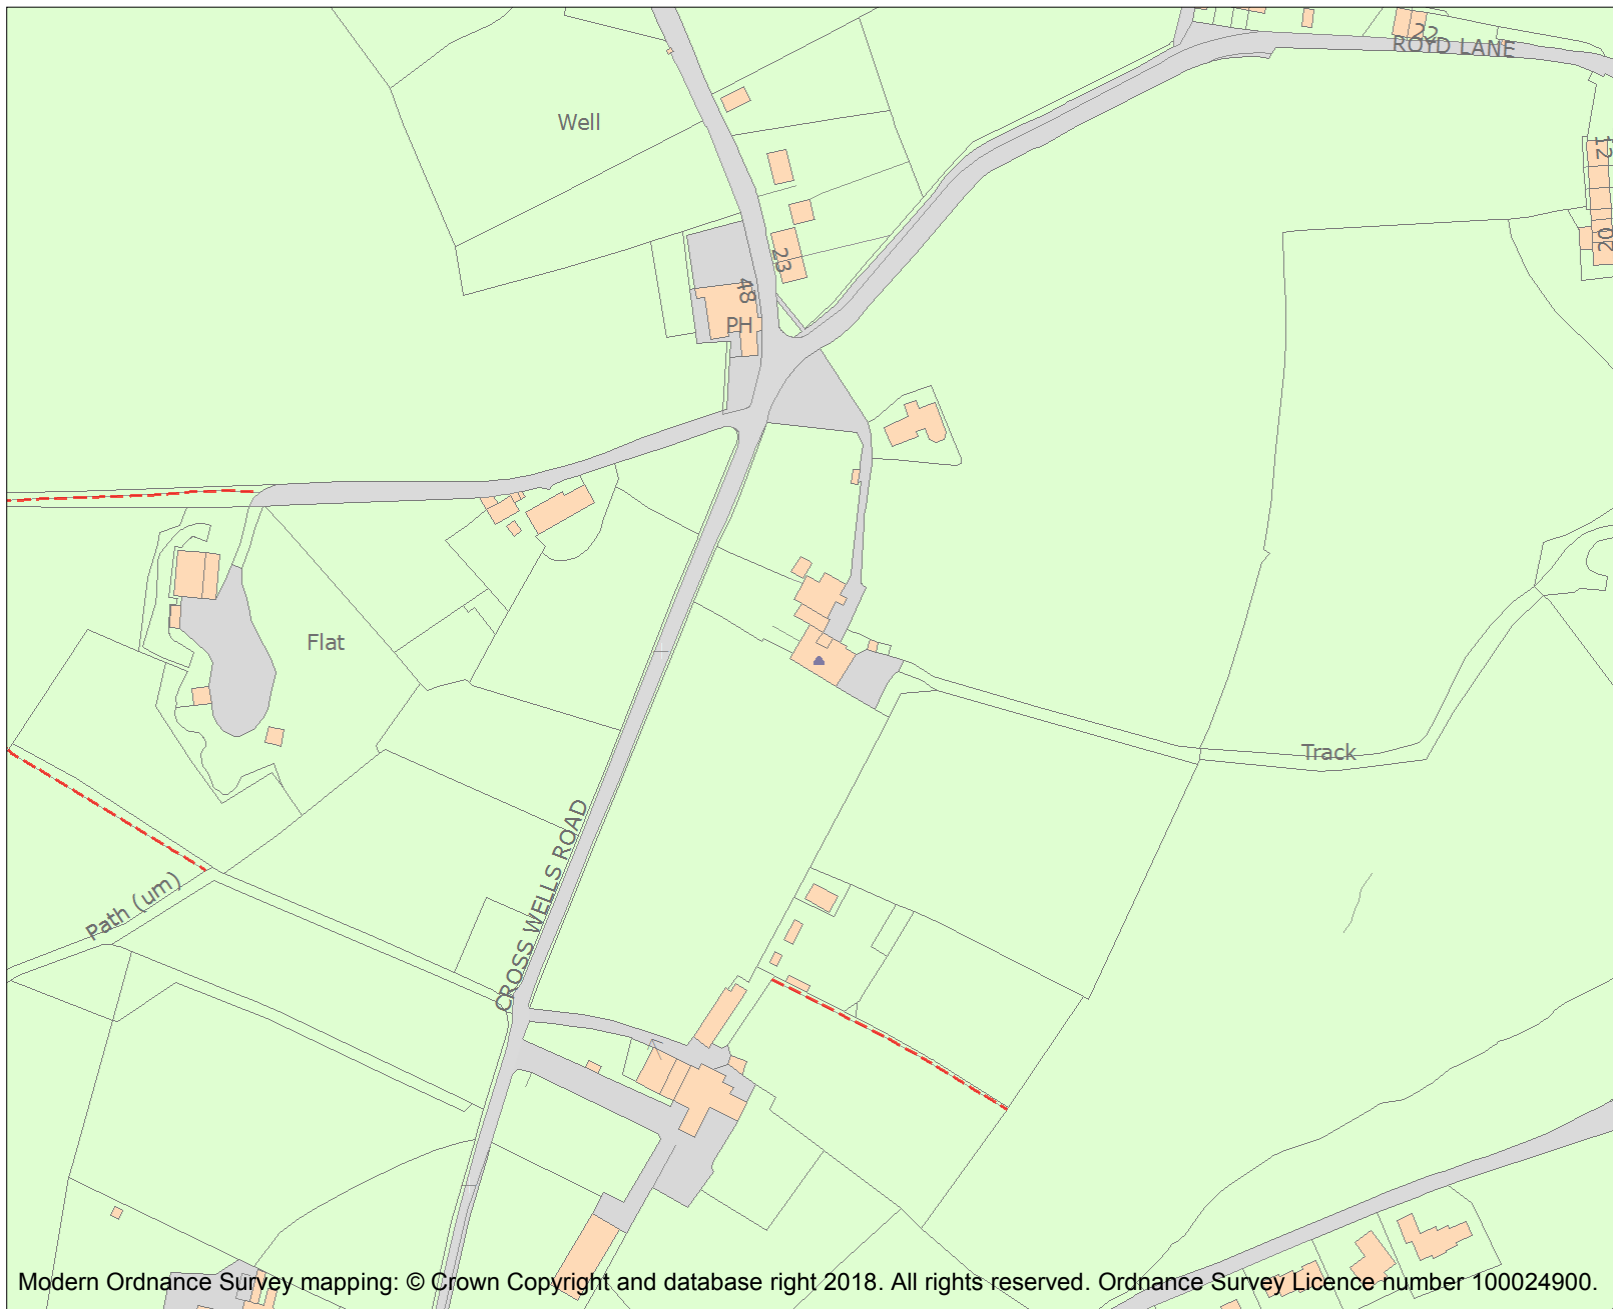 22
ROYD LANE
Well
12
20
23
48
PH
Flat
Track
CROSS WELLS ROAD
Path (um)
Modern Ordnance Survey mapping: © Crown Copyright and database right 2018. All rights reserved. Ordnance Survey Licence number 100024900.